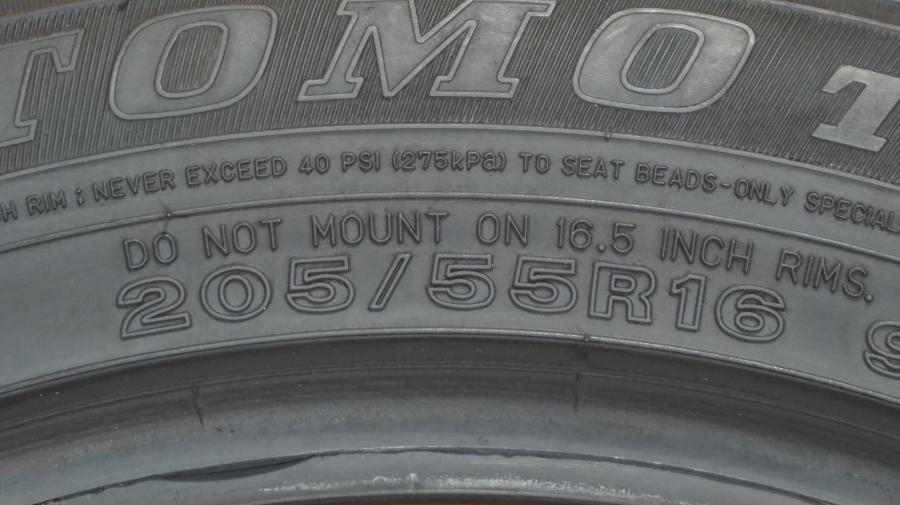 TOMO T
H RIM ; NEVER EXCEED 40 PSI (275kPa) TO SEAT BEADS-ONLY SPECIAL
DO NOT MOUNT ON 16.5 INCH RIMS.
205/55R16 9